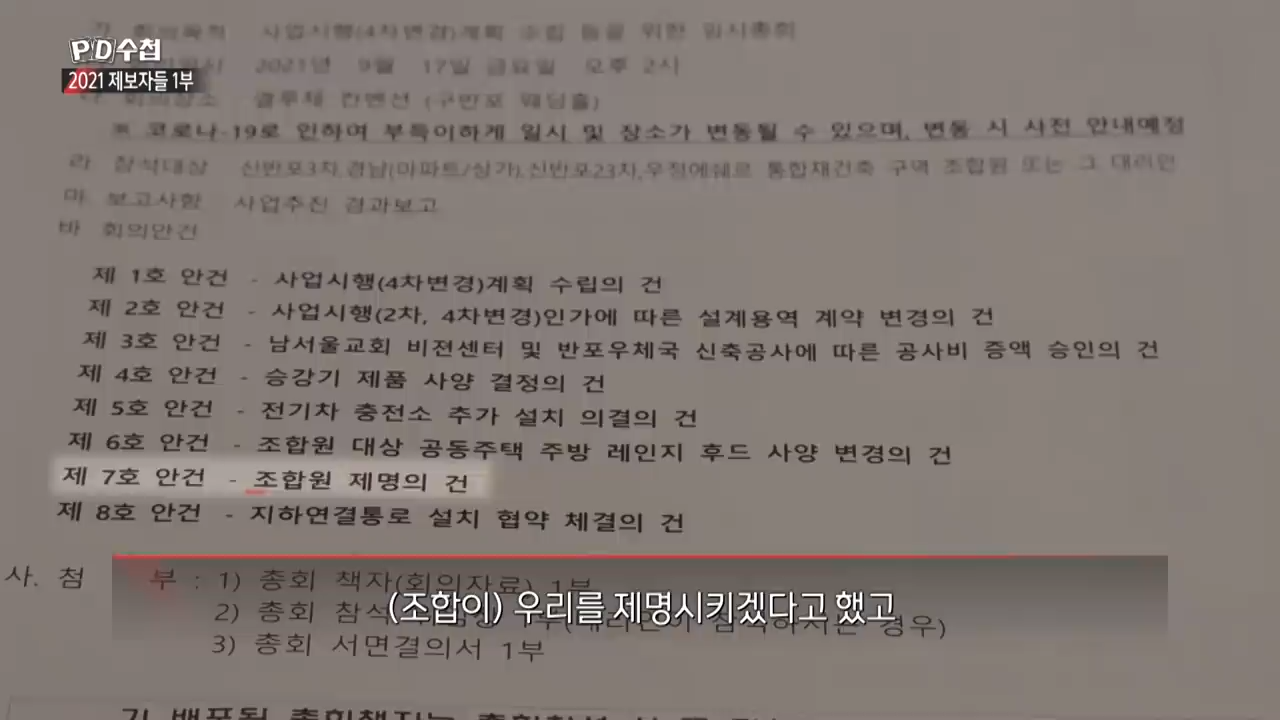 PD수첩
2021 제보자들 1부
사업시행(4차변경)계획 수립 등을 위한 임시총회
2021년 9월 17일 금요일 오후 2시
컨벤션 (구반포 웨딩홀)
※ 코로나-19로 인하여 부득이하게 일시 및 장소가 변동될 수 있으며, 변동 시 사전 안내예정
라 참석대상 신반포3차,경남(아파트/상가),신반포23차,우정에쉐르 통합재건축 구역 조합원 또는 그 대리인
마 보고사항 사업추진 경과보고
바 회의안건
제 1호 안건 - 사업시행(4차변경)계획 수립의 건
제 2호 안건 - 사업시행(2차, 4차변경)인가에 따른 설계용역 계약 변경의 건
제 3호 안건 - 남서울교회 비젼센터 및 반포우체국 신축공사에 따른 공사비 증액 승인의 건
제 4호 안건 - 승강기 제품 사양 결정의 건
제 5호 안건 - 전기차 충전소 추가 설치 의결의 건
제 6호 안건 - 조합원 대상 공동주택 주방 레인지 후드 사양 변경의 건
제 7호 안건 - 조합원 제명의 건
제 8호 안건 - 지하연결통로 설치 협약 체결의 건
사. 첨 부 : 1) 총회 책자(회의자료) 1부
2) 총회 경우)
(조합이) 우리를 제명시키겠다고 했고
3) 총회 서면결의서 1부